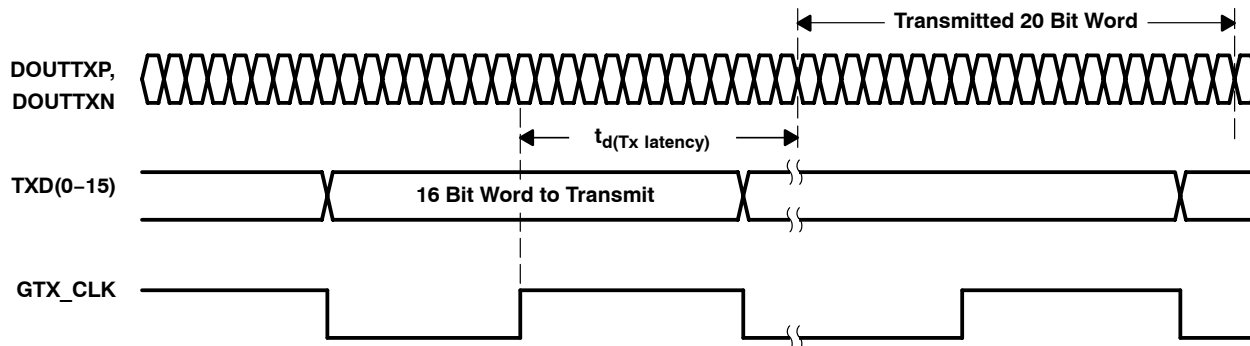 Transmitted 20 Bit Word
DOUTTXP,
DOUTTXN
td(Tx latency)
TXD(0−15)
16 Bit Word to Transmit
GTX_CLK